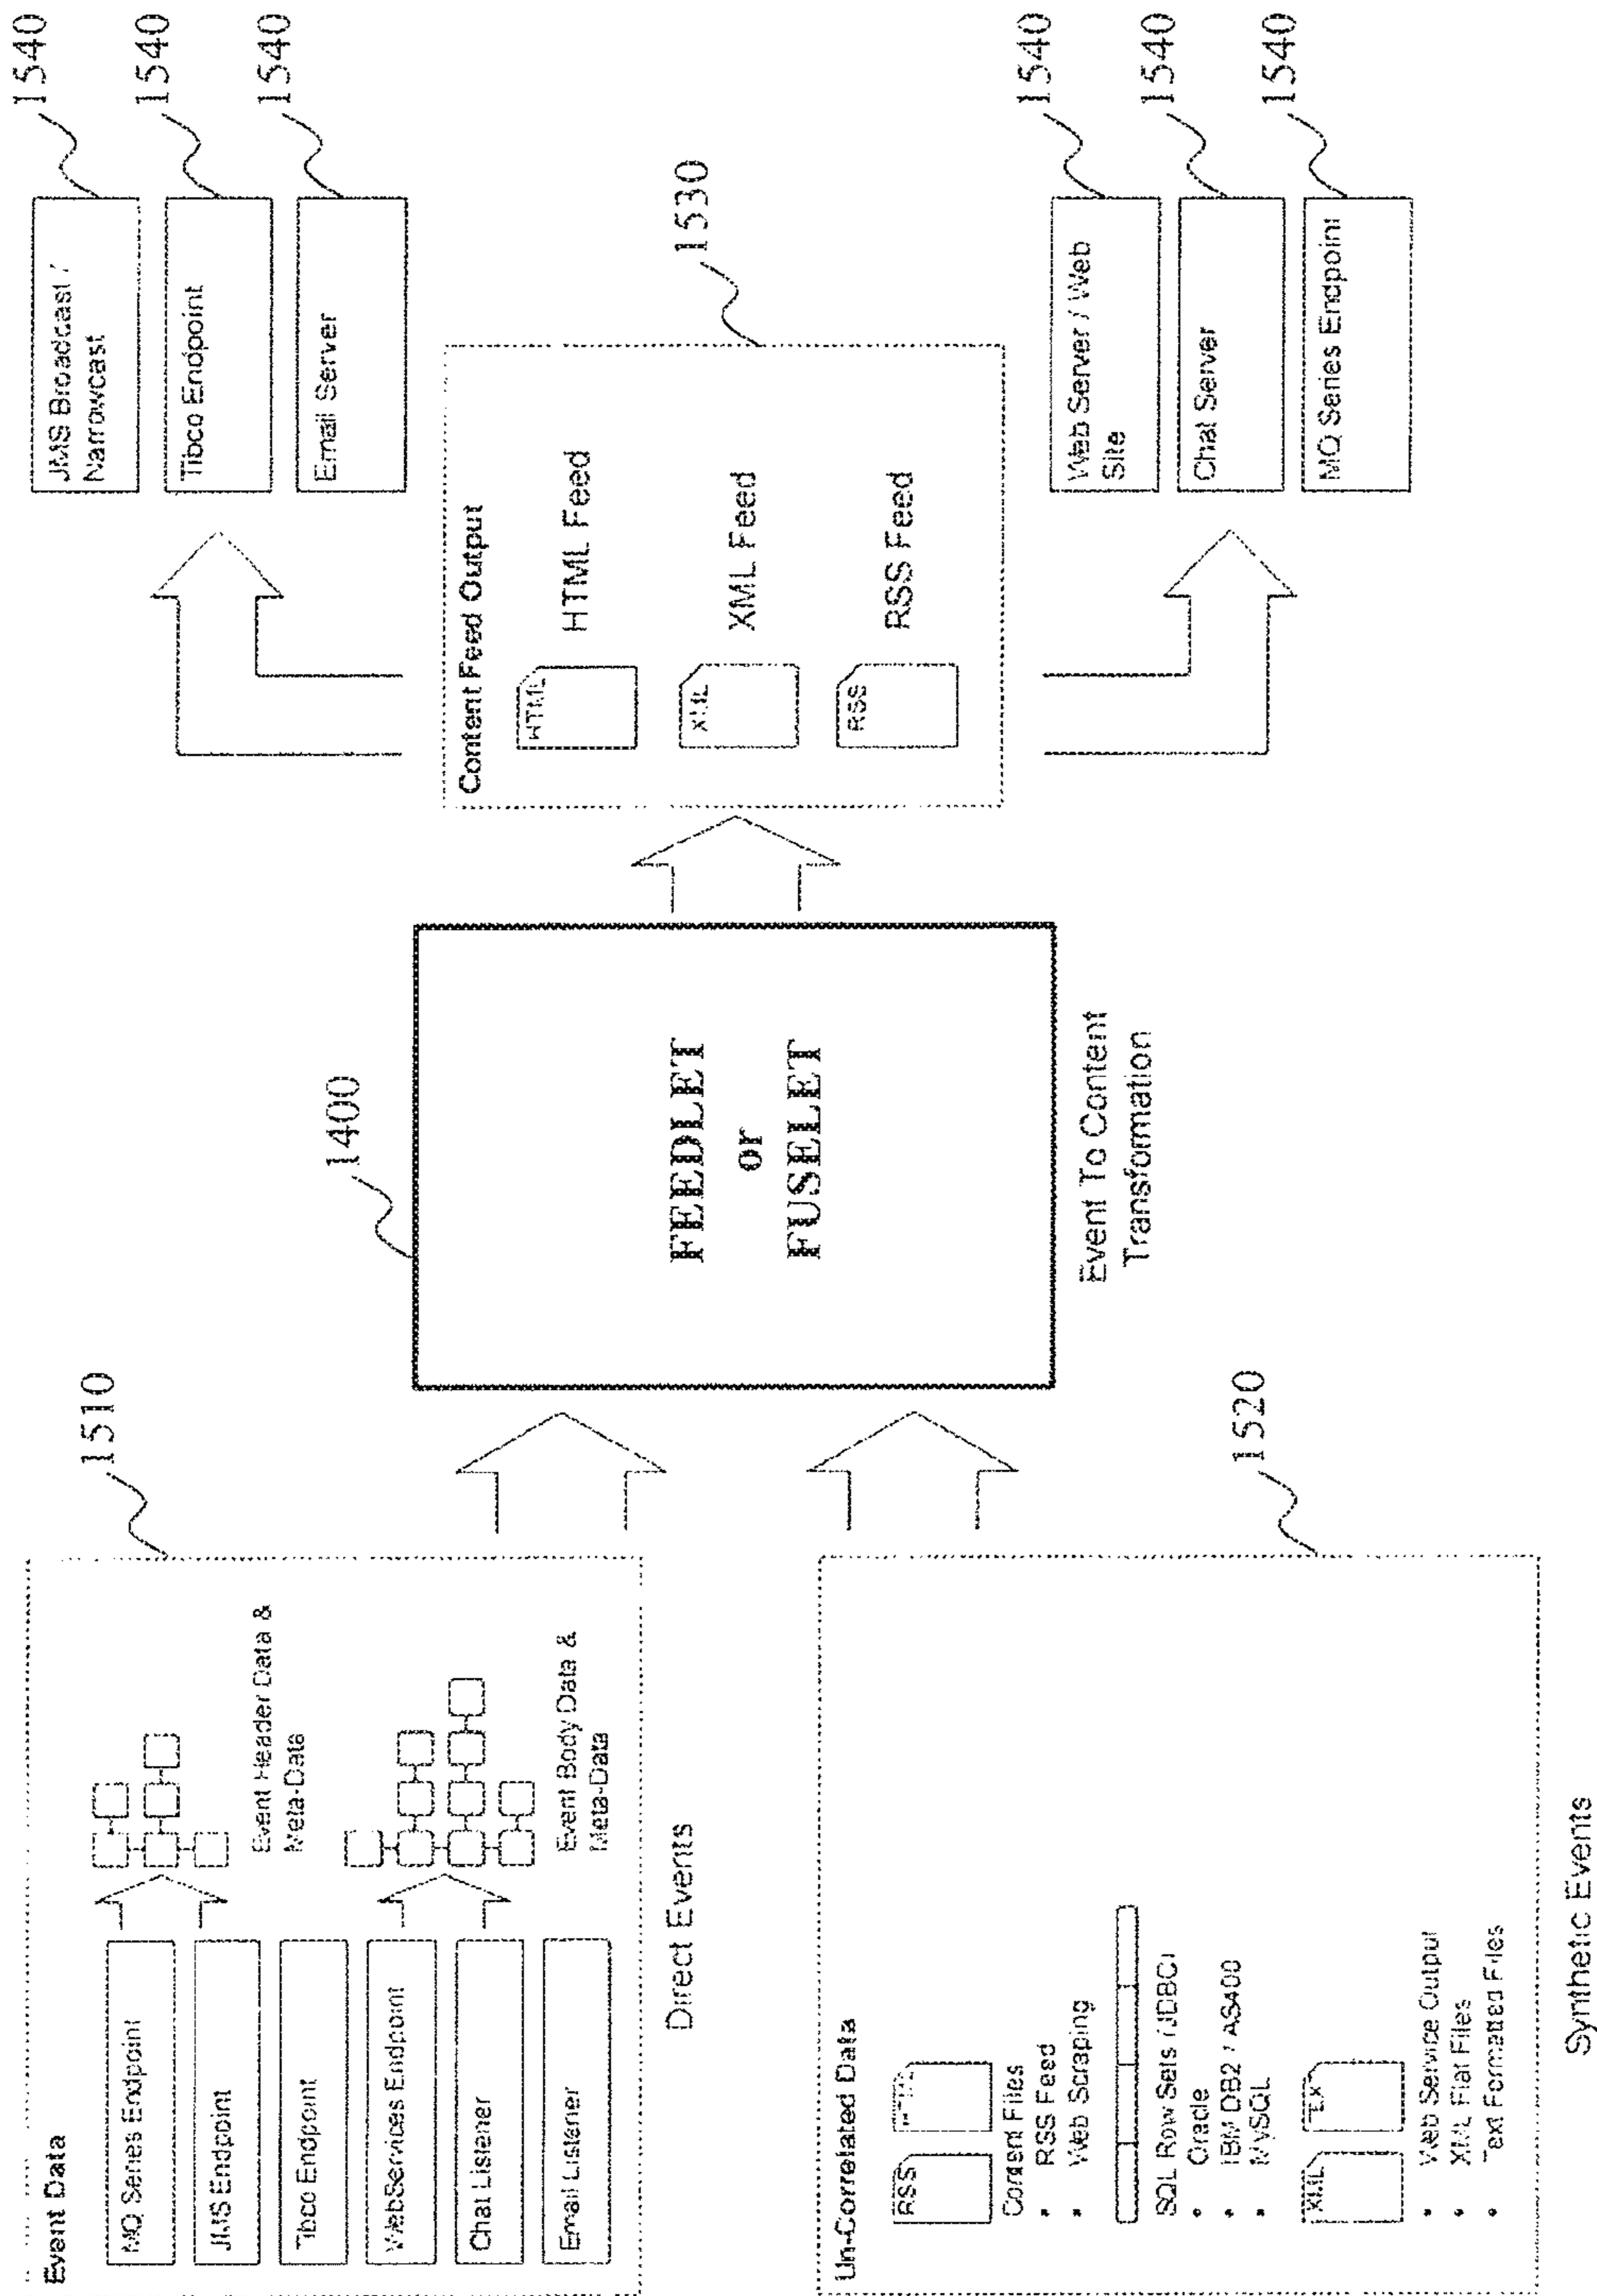 Event Data
MQ Series Endpoint
JMS Endpoint
Tibco Endpoint
WebServices Endpoint
Chat Listener
Email Listener
Event Header Data &
Meta-Data
Event Body Data &
Meta-Data
1510
Direct Events
Un-Correlated Data
RSS
Content Files
• RSS Feed
• Web Scraping
SQL Row Sets (JDBC)
• Oracle
• IBM DB2 / AS400
• MySQL
XML
• Web Service Output
• XML Flat Files
• Text Formatted Files
1520
Synthetic Events
1400
FEEDLET
or
FUSELET
Event To Content
Transfomation
Content Feed Output
HTML
HTML Feed
XML
XML Feed
RSS
RSS Feed
1530
JMS Broadcast /
Narrowcast
1540
Tibco Endpoint
1540
Email Server
1540
Web Server / Web
Site
1540
Chat Server
1540
MQ Series Endpoint
1540